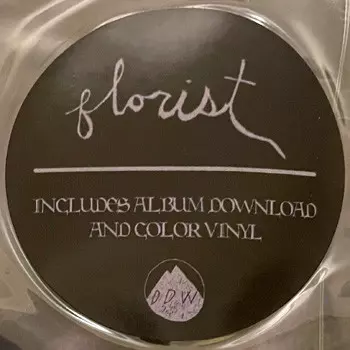 florist
INCLUDES ALBUM DOWNLOAD
AND COLOR VINYL
DDW